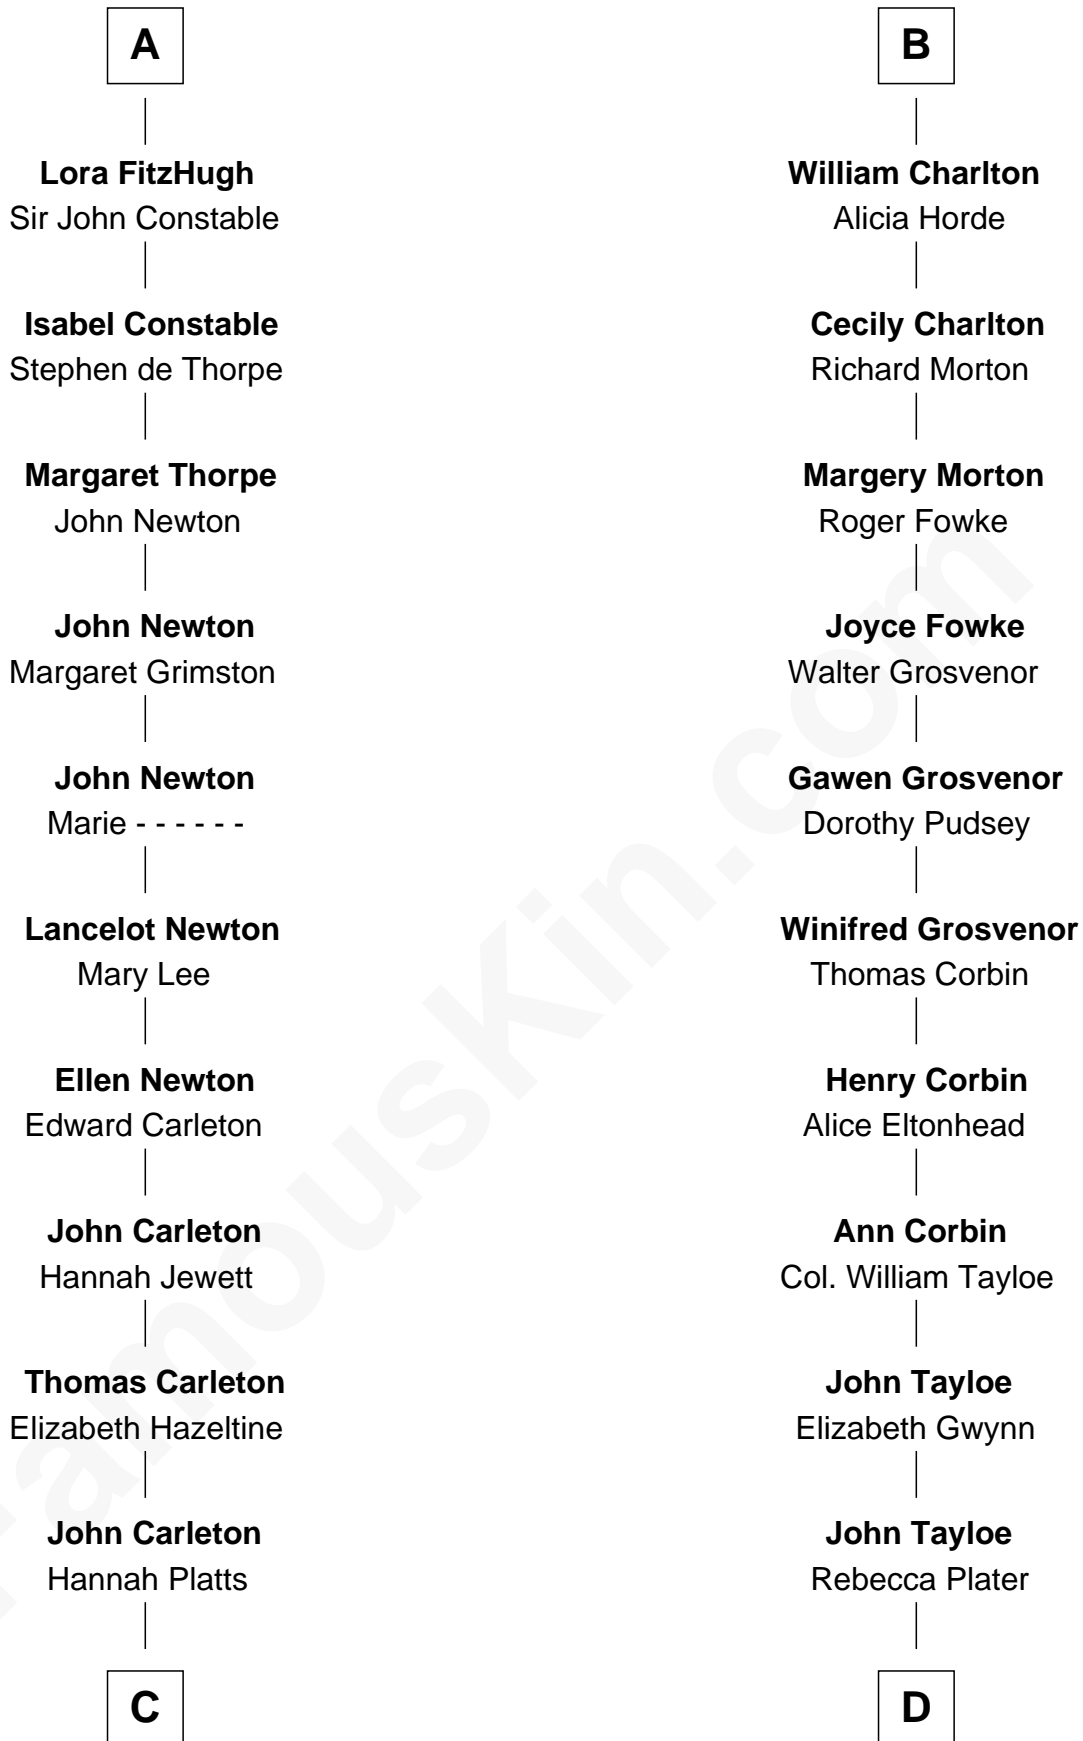 A
Lora FitzHugh
Sir John Constable
Isabel Constable
Stephen de Thorpe
Margaret Thorpe
John Newton
John Newton
Margaret Grimston
John Newton
Marie - - - - - -
Lancelot Newton
Mary Lee
Ellen Newton
Edward Carleton
John Carleton
Hannah Jewett
Thomas Carleton
Elizabeth Hazeltine
John Carleton
Hannah Platts
C
B
William Charlton
Alicia Horde
Cecily Charlton
Richard Morton
Margery Morton
Roger Fowke
Joyce Fowke
Walter Grosvenor
Gawen Grosvenor
Dorothy Pudsey
Winifred Grosvenor
Thomas Corbin
Henry Corbin
Alice Eltonhead
Ann Corbin
Col. William Tayloe
John Tayloe
Elizabeth Gwynn
John Tayloe
Rebecca Plater
D
FamousKin.com